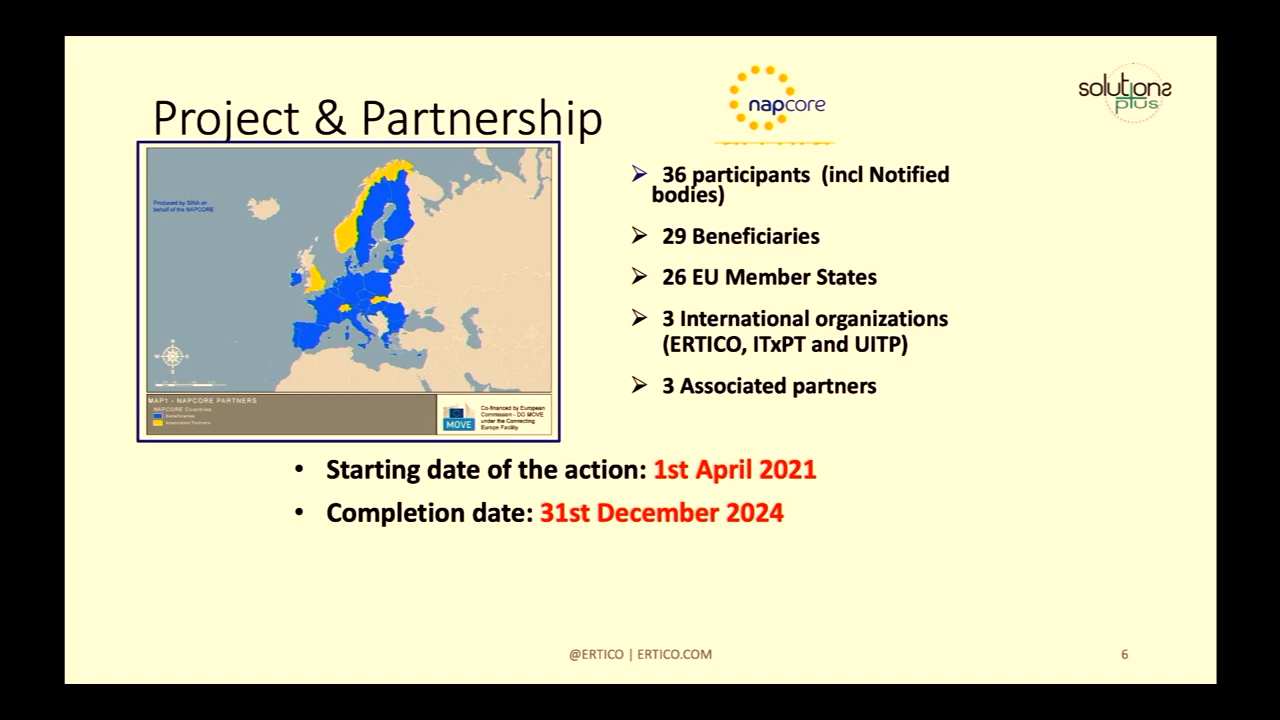 Project & Partnership
napcore
solutions
plus
Produced by SINA on
behalf of the NAPCORE
MAP1 - NAPCORE PARTNERS
NAPCORE Countries
Beneficiaries
Associated Partners
MOVE
Co-financed by European
Commission - DG MOVE
under the Connecting
Europe Facility
➢ 36 participants (incl Notified
bodies)
➢ 29 Beneficiaries
➢ 26 EU Member States
➢ 3 International organizations
(ERTICO, ITxPT and UITP)
➢ 3 Associated partners
• Starting date of the action: 1st April 2021
• Completion date: 31st December 2024
@ERTICO | ERTICO.COM
6